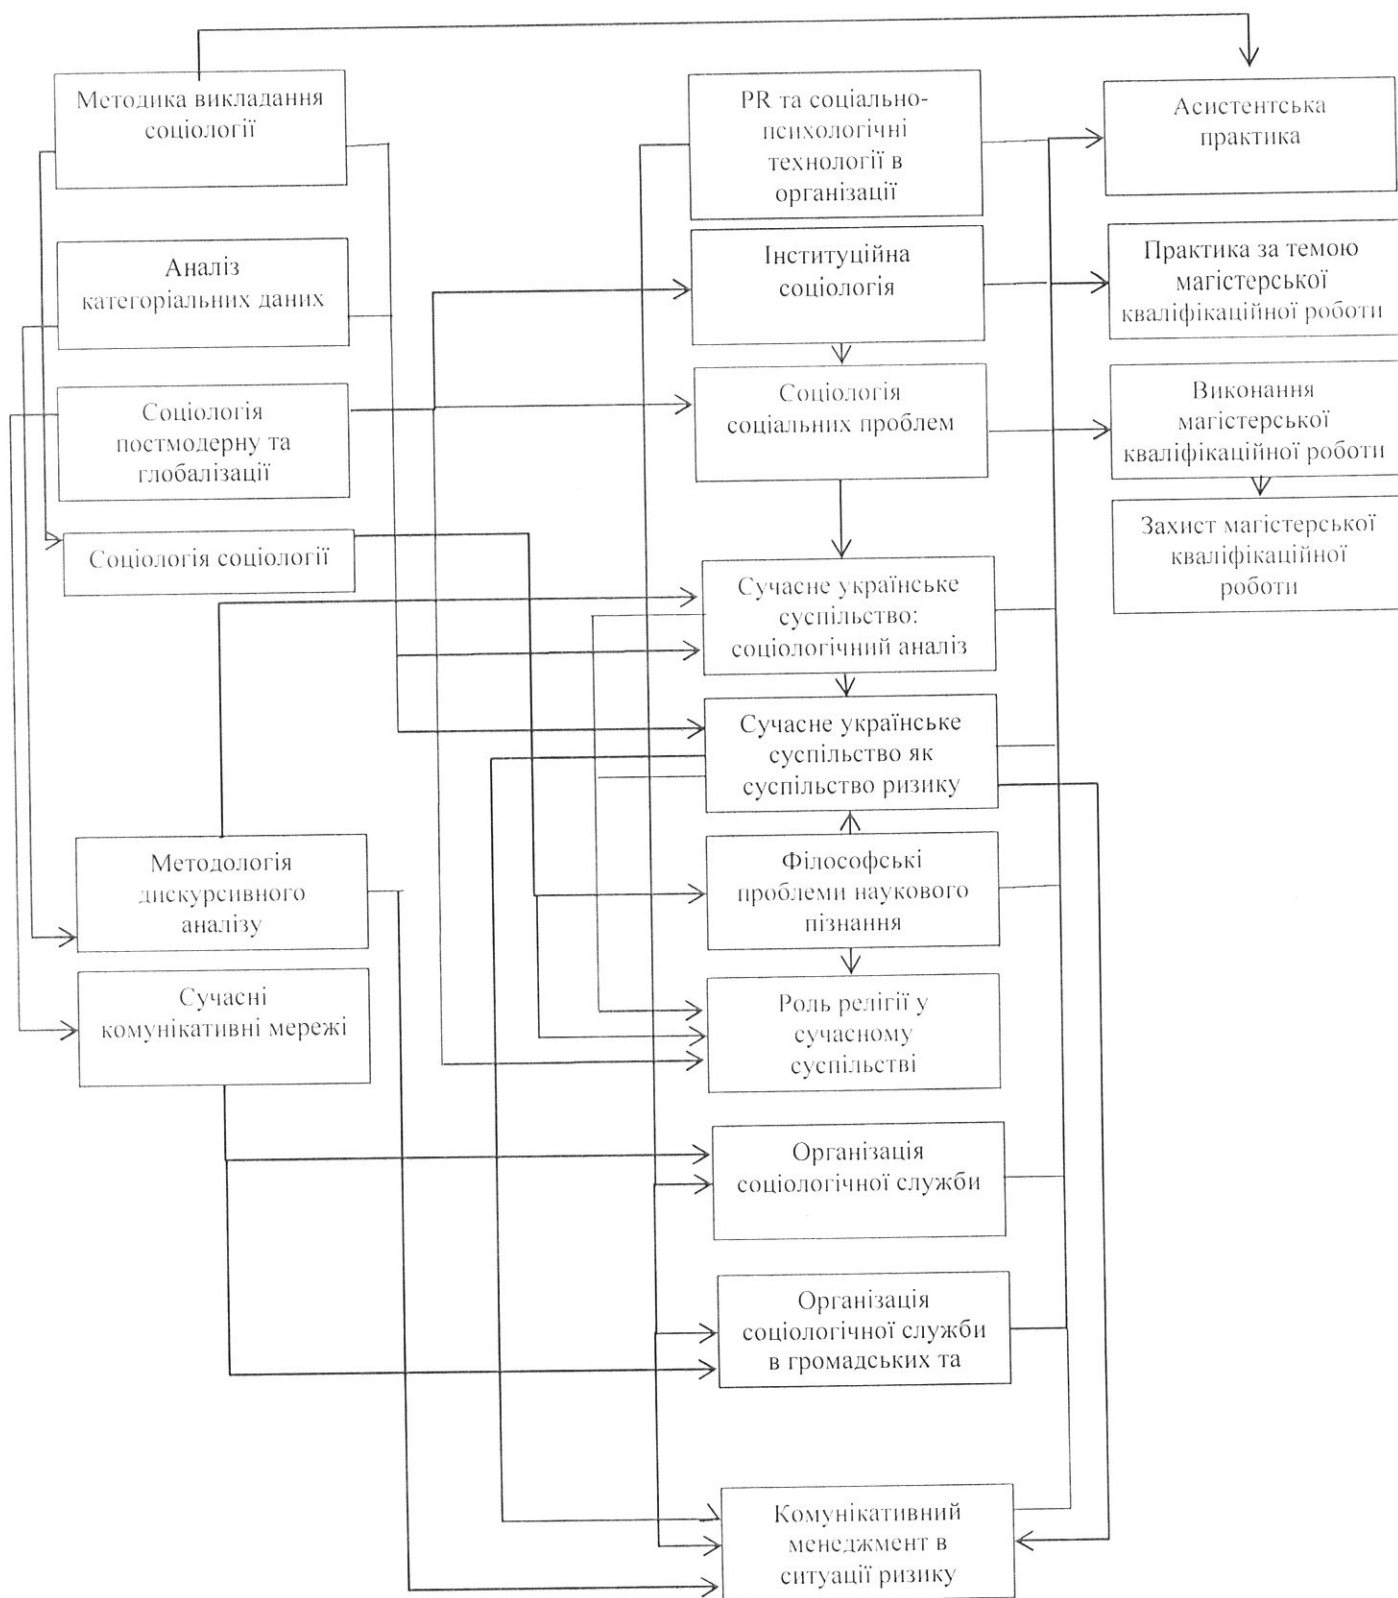 Методика викладання
соціології
Аналіз
категоріальних даних
Соціологія
постмодерну та
глобалізації
Соціологія соціології
Методологія
дискурсивного
аналізу
Сучасні
комунікативні мережі
PR та соціально-
психологічні
технології в
організації
Інституційна
соціологія
Соціологія
соціальних проблем
Сучасне українське
суспільство:
соціологічний аналіз
Сучасне українське
суспільство як
суспільство ризику
Філософські
проблеми наукового
пізнання
Роль релігії у
сучасному
суспільстві
Організація
соціологічної служби
Організація
соціологічної служби
в громадських та
Комунікативний
менеджмент в
ситуації ризику
Асистентська
практика
Практика за темою
магістерської
кваліфікаційної роботи
Виконання
магістерської
кваліфікаційної роботи
Захист магістерської
кваліфікаційної
роботи